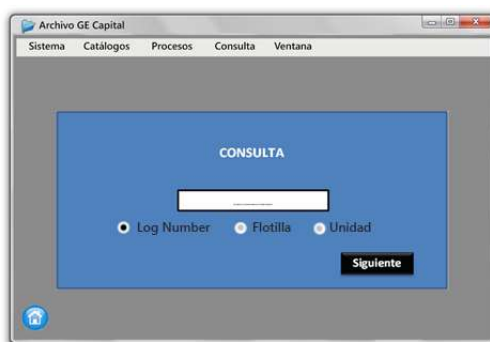 Archivo GE Capital
Sistema Catálogos Procesos Consulta Ventana
CONSULTA
Log Number Flotilla Unidad
Siguiente